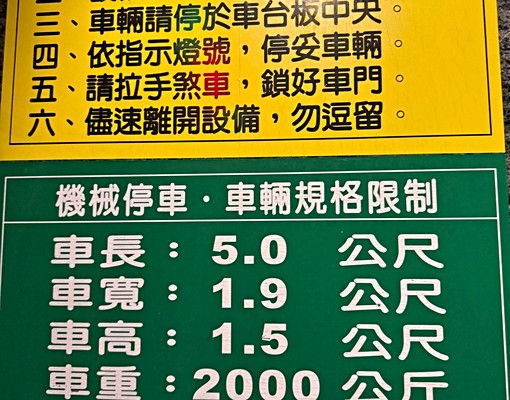 三、車輛請停於車台板中央。
四、依指示燈號，停妥車輛。
五、請拉手煞車，鎖好車門。
六、儘速離開設備，勿逗留。
機械停車·車輛規格限制
車長：5.0 公尺
車寬：1.9 公尺
車高：1.5 公尺
車重：2000 公斤